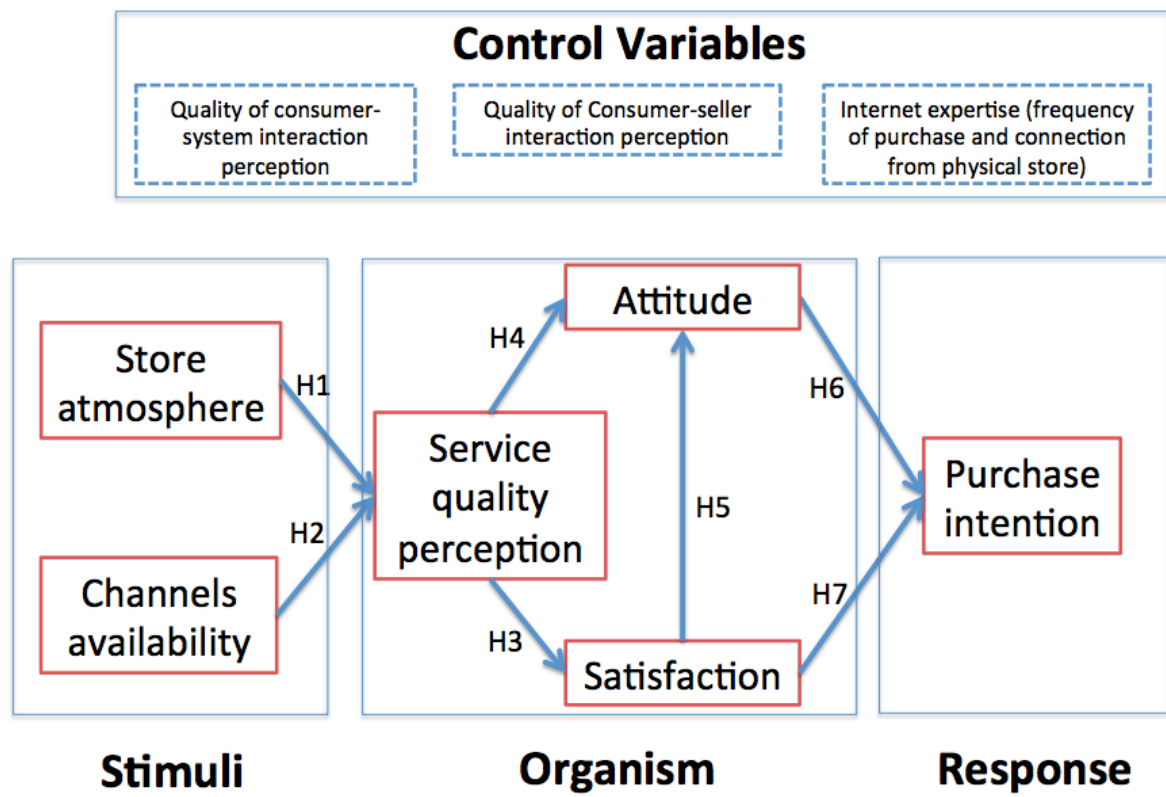 Control Variables
Quality of consumer-
system interaction
perception
Quality of Consumer-seller
interaction perception
Internet expertise (frequency
of purchase and connection
from physical store)
Store
atmosphere
Channels
availability
H1
H2
Service
quality
perception
H4
H3
Attitude
H5
Satisfaction
H6
H7
Purchase
intention
Stimuli
Organism
Response